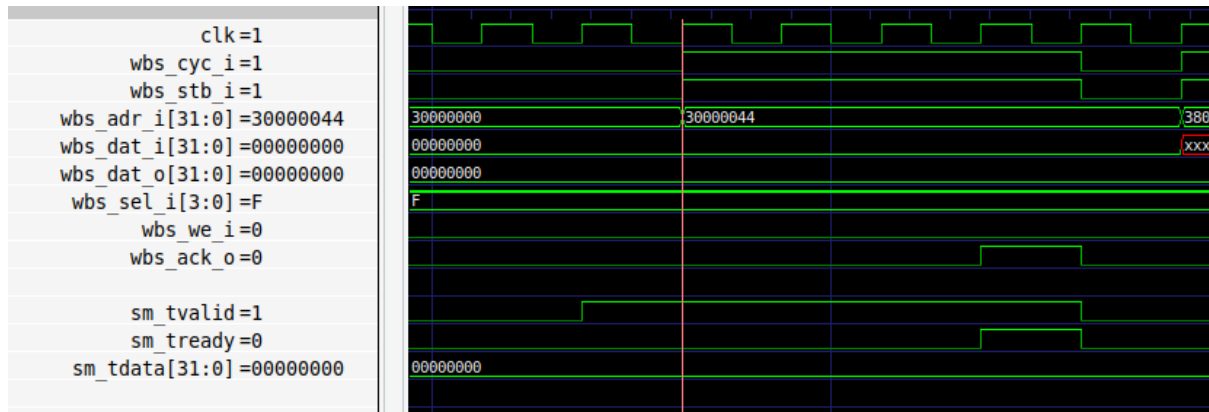 clk=1
wbs_cyc_i=1
wbs_stb_i=1
wbs_adr_i[31:0]=30000044 30000000 30000044 380
wbs_dat_i[31:0]=00000000 00000000 xxx
wbs_dat_o[31:0]=00000000 00000000
wbs_sel_i[3:0]=F F
wbs_we_i=0
wbs_ack_o=0
sm_tvalid=1
sm_tready=0
sm_tdata[31:0]=00000000 00000000